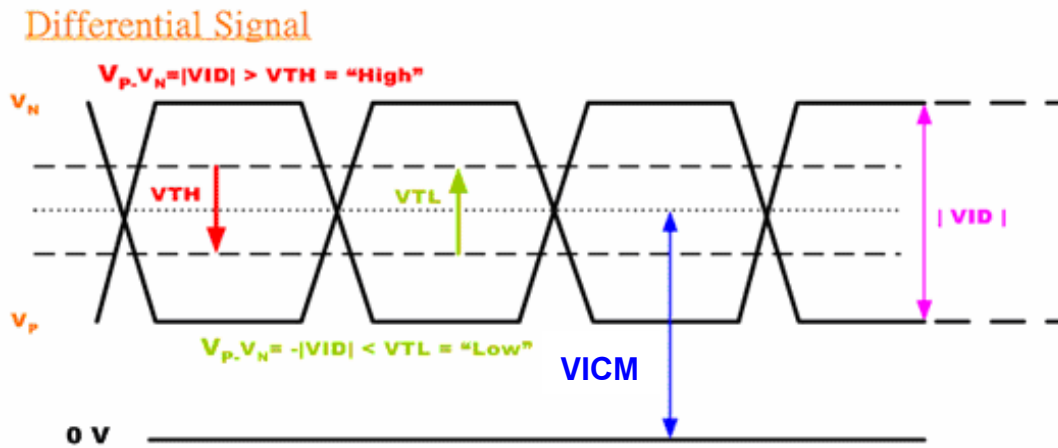 Differential Signal
VP-VN=|VID| > VTH = “High”
VN
VTH
VTL
| VID |
VP
VP-VN= -|VID| < VTL = “Low”
VICM
0 V